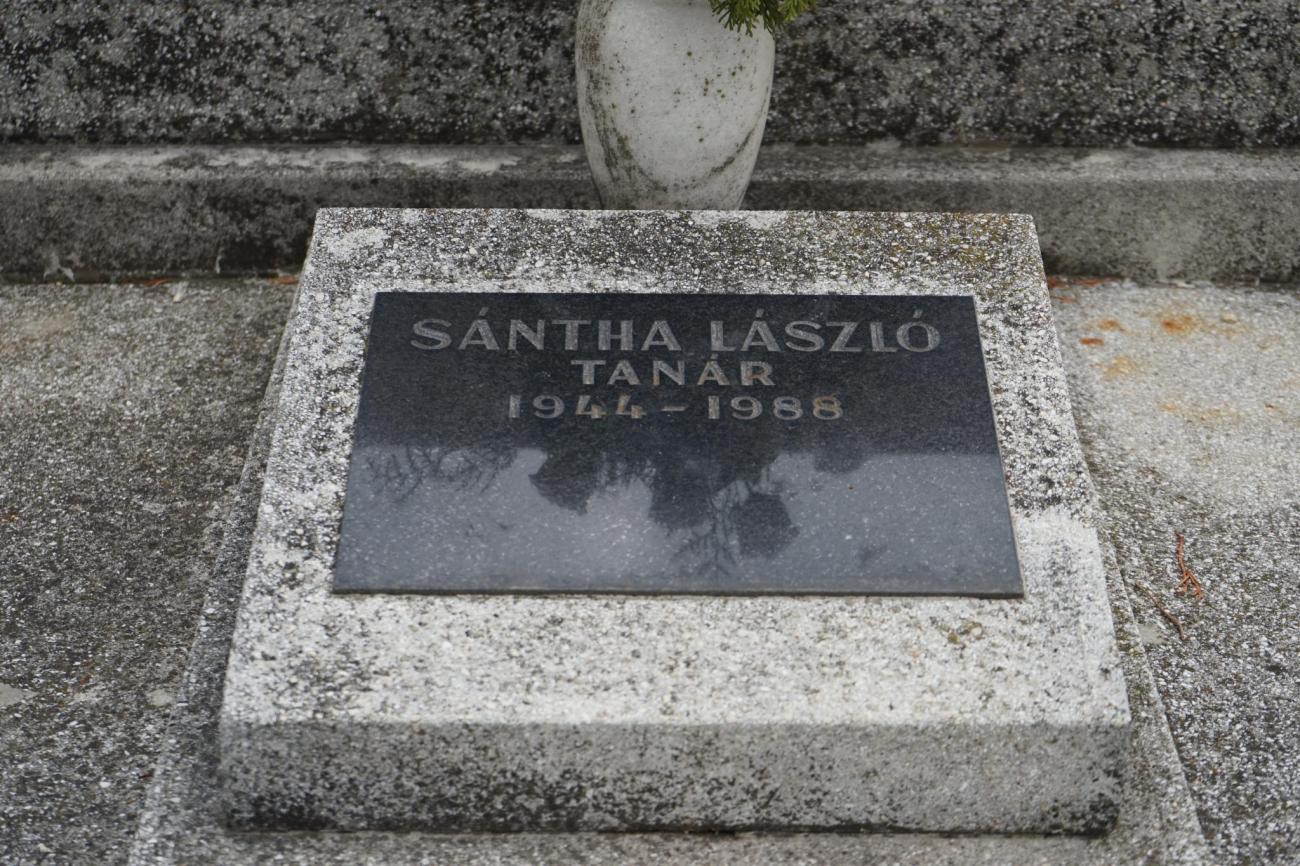 SÁNTHA LÁSZLÓ
TANÁR
1944 - 1988